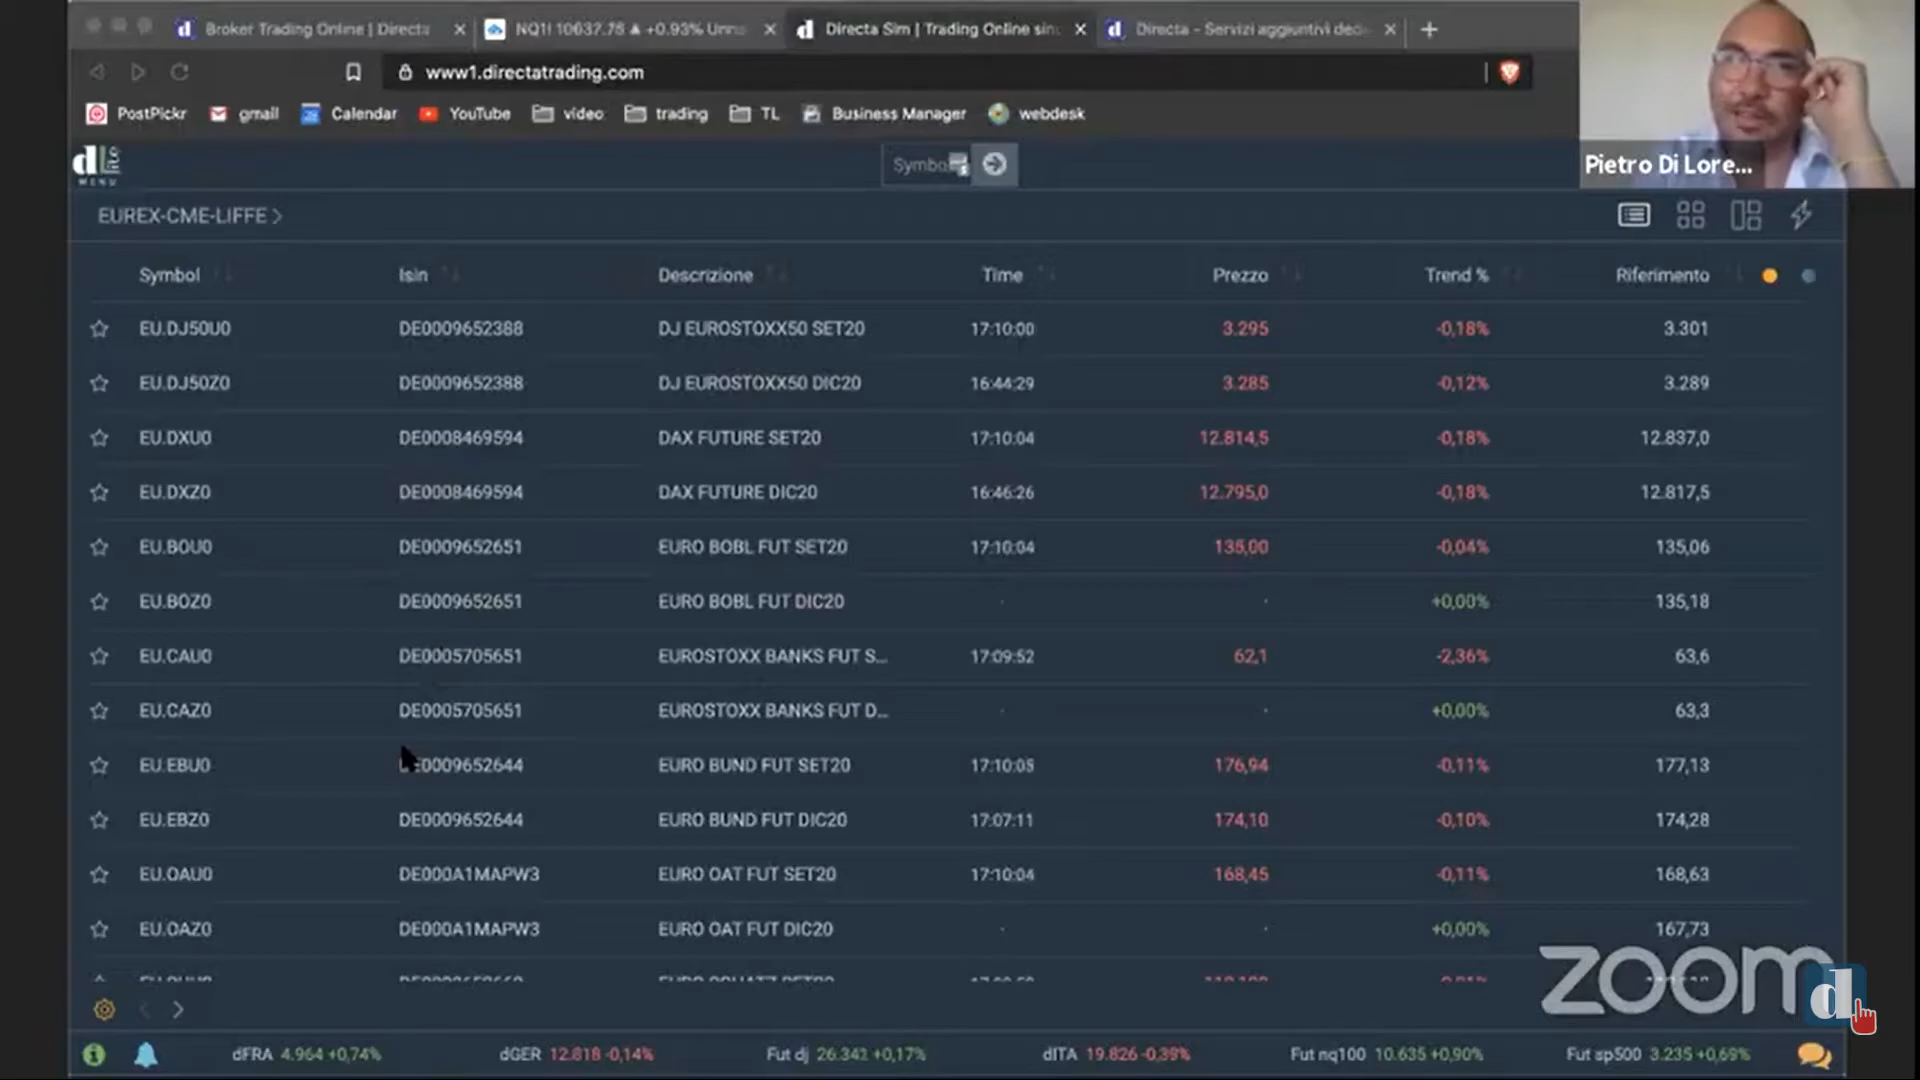 Broker Trading Online | Directa
NQ1! 10637.78 ▲ +0.93% Unna
Directa Sim | Trading Online sin
Directa - Servizi aggiuntivi ded
www1.directatrading.com
PostPickr gmail Calendar YouTube video trading TL Business Manager webdesk
Pietro Di Lore...
MENU
Symbo
EUREX-CME-LIFFE >
Symbol Isin Descrizione Time Prezzo Trend % Riferimento
EU.DJ50U0 DE0009652388 DJ EUROSTOXX50 SET20 17:10:00 3.295 -0,18% 3.301
EU.DJ50Z0 DE0009652388 DJ EUROSTOXX50 DIC20 16:44:29 3.285 -0,12% 3.289
EU.DXU0 DE0008469594 DAX FUTURE SET20 17:10:04 12.814,5 -0,18% 12.837,0
EU.DXZ0 DE0008469594 DAX FUTURE DIC20 16:46:26 12.795,0 -0,18% 12.817,5
EU.BOU0 DE0009652651 EURO BOBL FUT SET20 17:10:04 135,00 -0,04% 135,06
EU.BOZ0 DE0009652651 EURO BOBL FUT DIC20 - - +0,00% 135,18
EU.CAU0 DE0005705651 EUROSTOXX BANKS FUT S... 17:09:52 62,1 -2,36% 63,6
EU.CAZ0 DE0005705651 EUROSTOXX BANKS FUT D... - - +0,00% 63,3
EU.EBU0 DE0009652644 EURO BUND FUT SET20 17:10:05 176,94 -0,11% 177,13
EU.EBZ0 DE0009652644 EURO BUND FUT DIC20 17:07:11 174,10 -0,10% 174,28
EU.OAU0 DE000A1MAPW3 EURO OAT FUT SET20 17:10:04 168,45 -0,11% 168,63
EU.OAZ0 DE000A1MAPW3 EURO OAT FUT DIC20 - - +0,00% 167,73
zoom
d
dFRA 4.964 +0,74% dGER 12.818 -0,14% Fut dj 26.342 +0,17% dITA 19.826 -0,39% Fut nq100 10.635 +0,90% Fut sp500 3.235 +0,69%